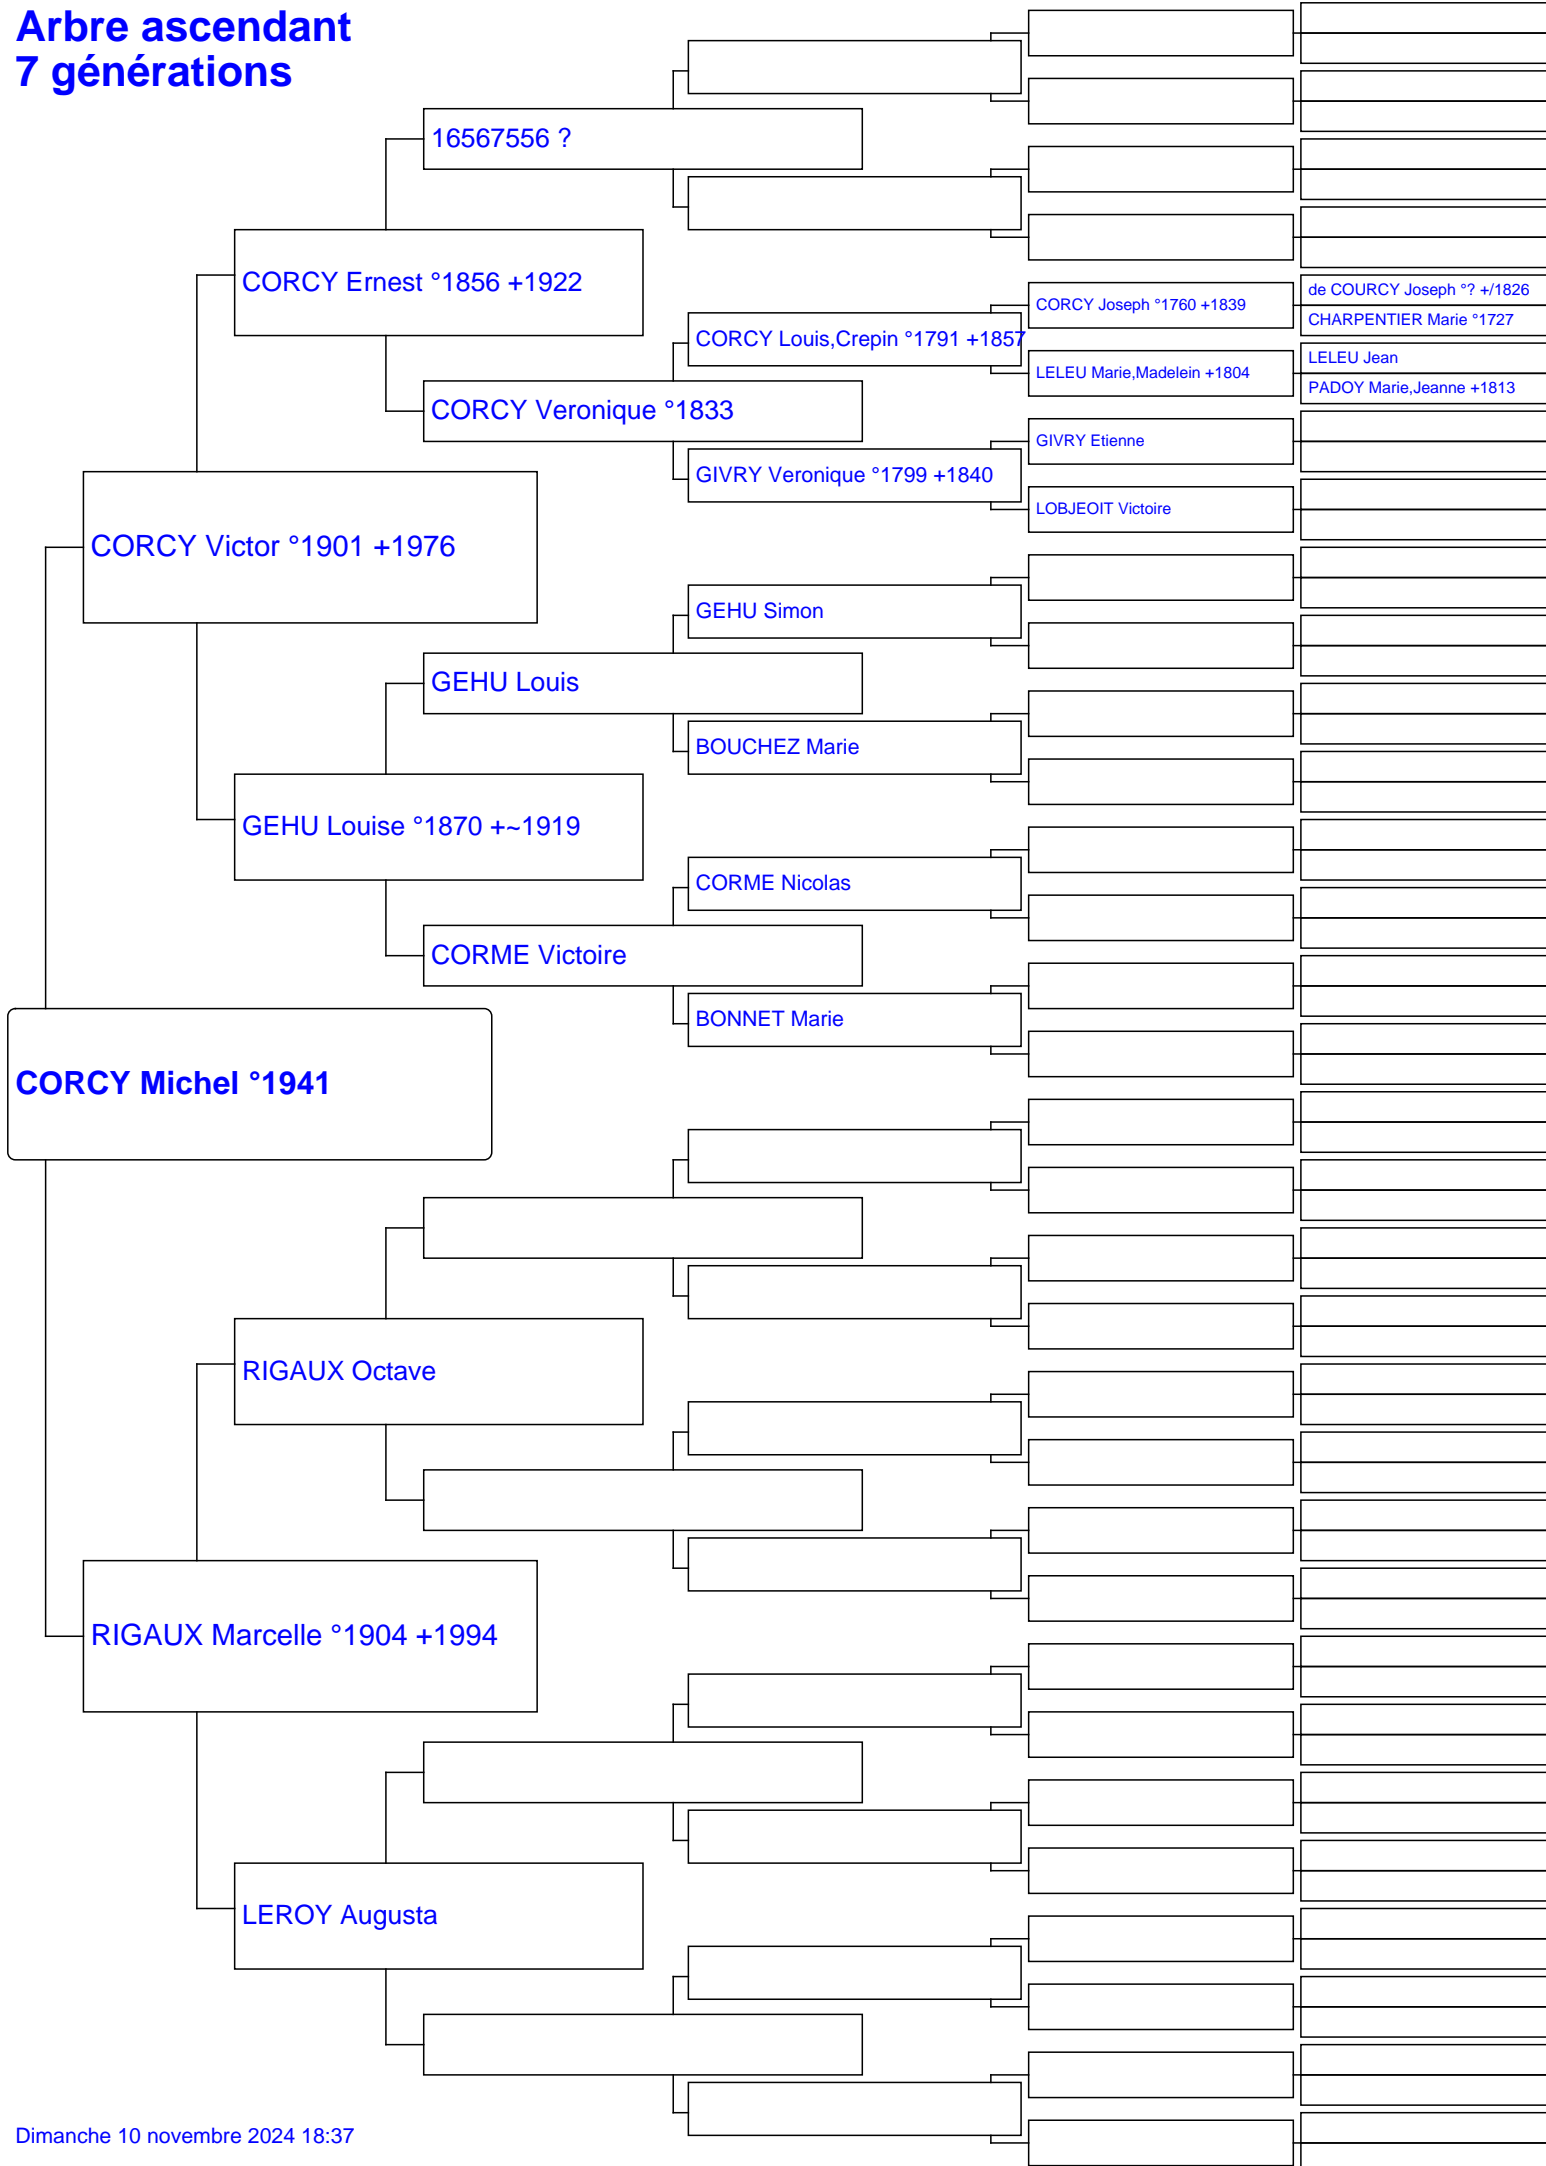 Arbre ascendant
7 générations
16567556 ?
CORCY Ernest °1856 +1922
de COURCY Joseph °? +/1826
CORCY Joseph °1760 +1839
CHARPENTIER Marie °1727
CORCY Louis,Crepin °1791 +1857
LELEU Jean
LELEU Marie,Madelein +1804
PADOY Marie,Jeanne +1813
CORCY Veronique °1833
GIVRY Etienne
GIVRY Veronique °1799 +1840
LOBJEOIT Victoire
CORCY Victor °1901 +1976
GEHU Simon
GEHU Louis
BOUCHEZ Marie
GEHU Louise °1870 +~1919
CORME Nicolas
CORME Victoire
BONNET Marie
CORCY Michel °1941
RIGAUX Octave
RIGAUX Marcelle °1904 +1994
LEROY Augusta
Dimanche 10 novembre 2024 18:37